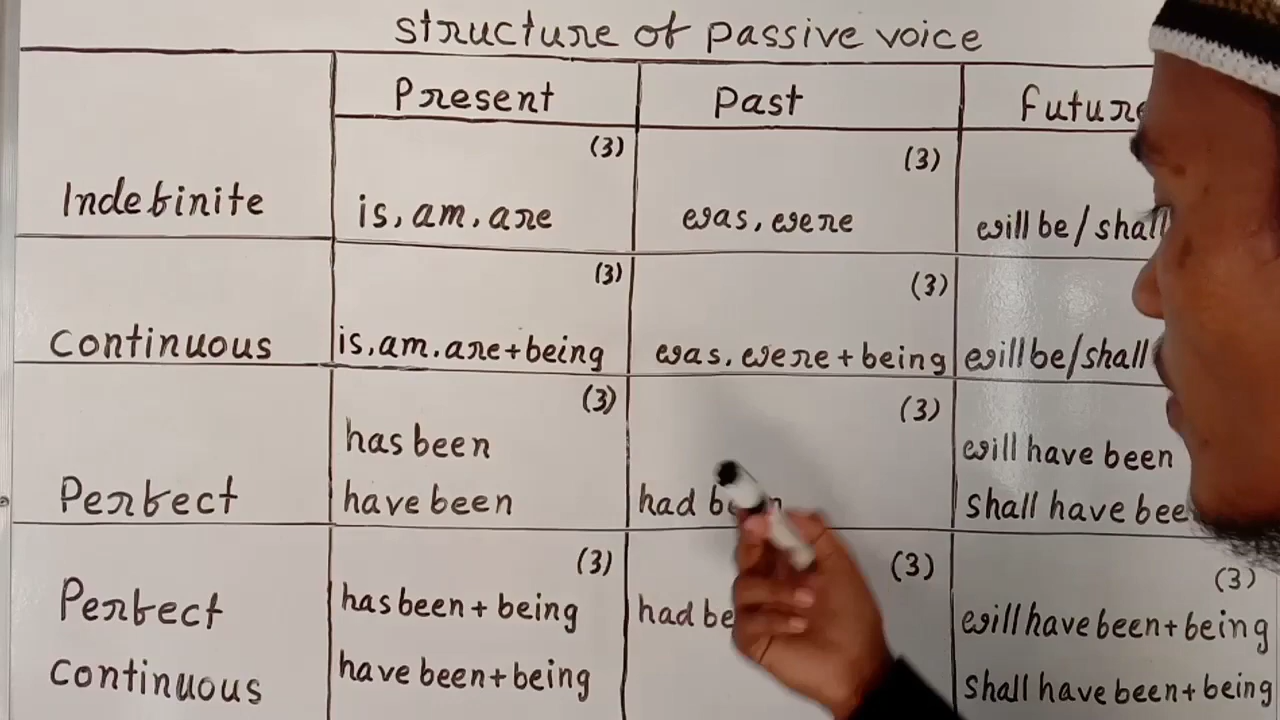 structure of passive voice
Present Past
Indefinite (3) is, am, are (3) was, were will be/shall
continuous (3) is, am, are+being (3) was, were + being will be/shall
Perfect (3) has been (3) will have been
have been had shall have
Perfect (3) has been + being had (3) will have been + being (3)
continuous have been + being shall have been + being